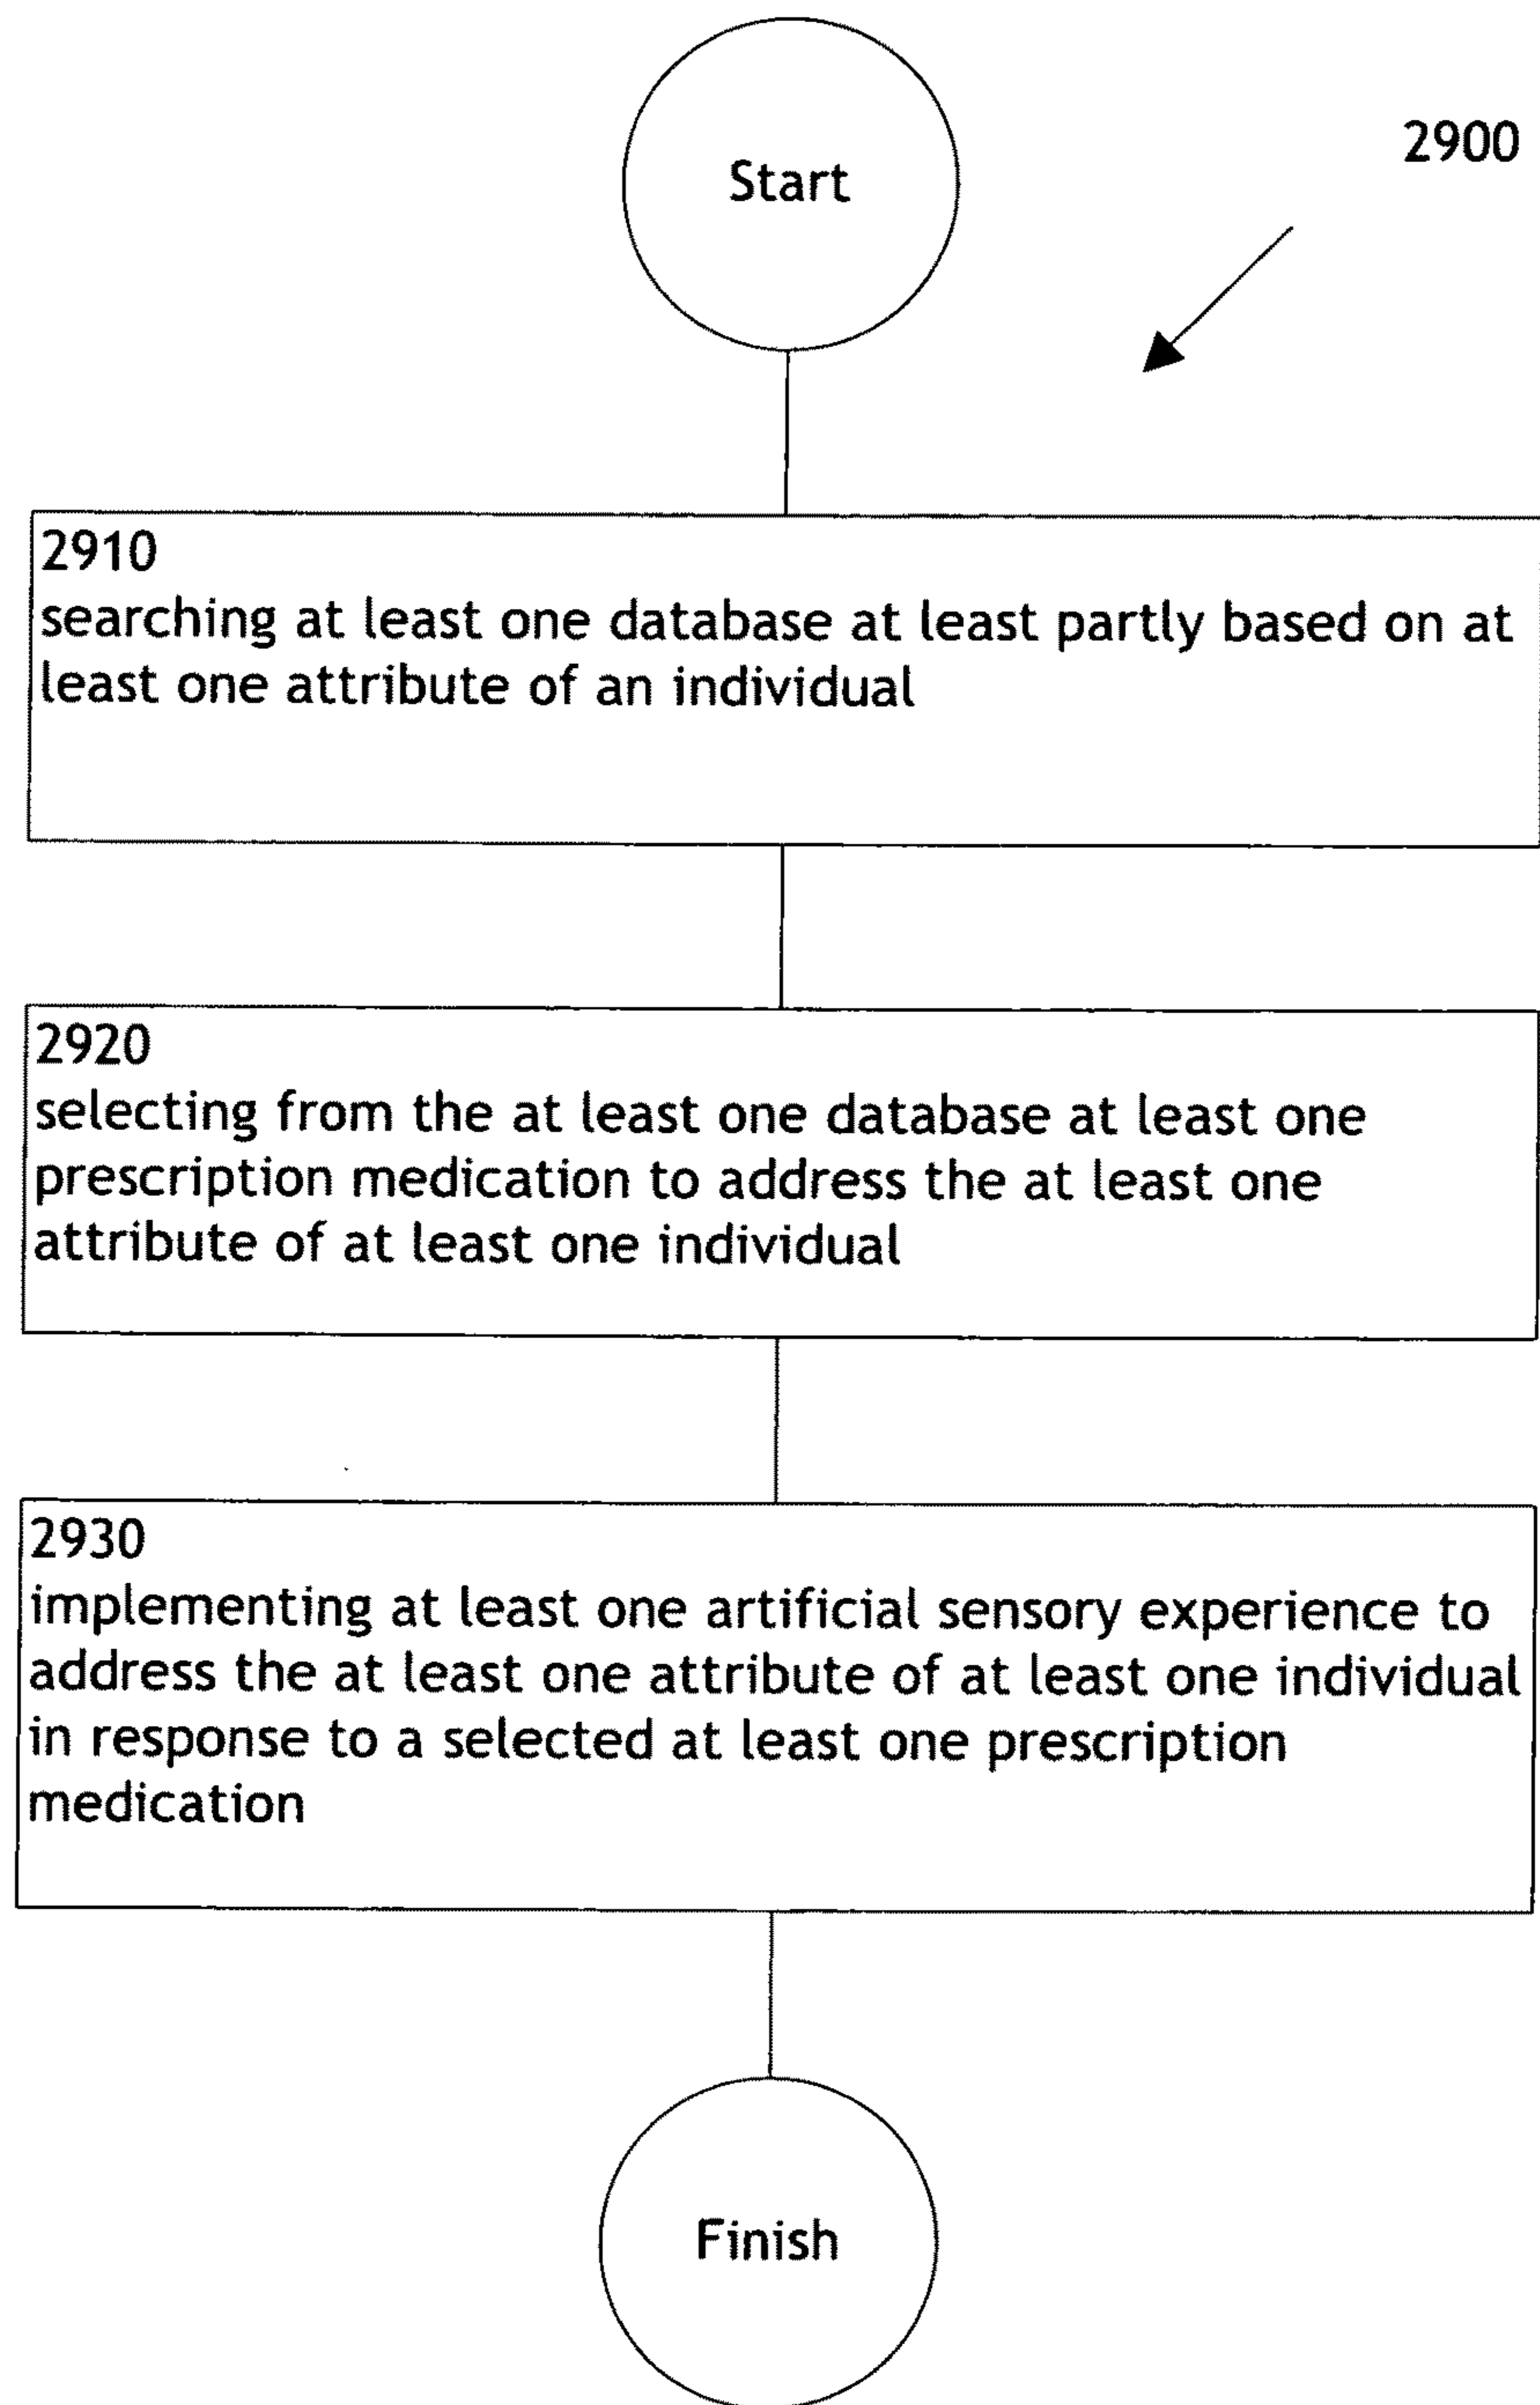 Start
2900
2910
searching at least one database at least partly based on at
least one attribute of an individual
2920
selecting from the at least one database at least one
prescription medication to address the at least one
attribute of at least one individual
2930
implementing at least one artificial sensory experience to
address the at least one attribute of at least one individual
in response to a selected at least one prescription
medication
Finish